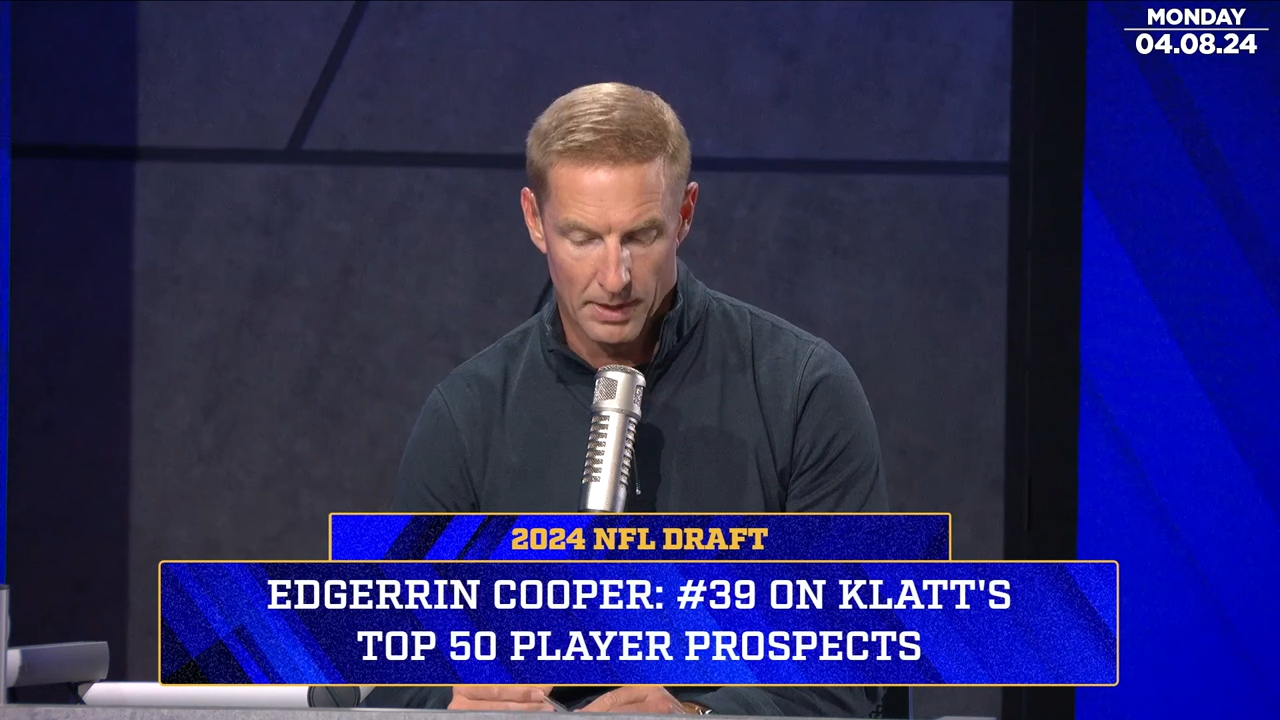 MONDAY
04.08.24
2024 NFL DRAFT
EDGERRIN COOPER: #39 ON KLATT'S
TOP 50 PLAYER PROSPECTS